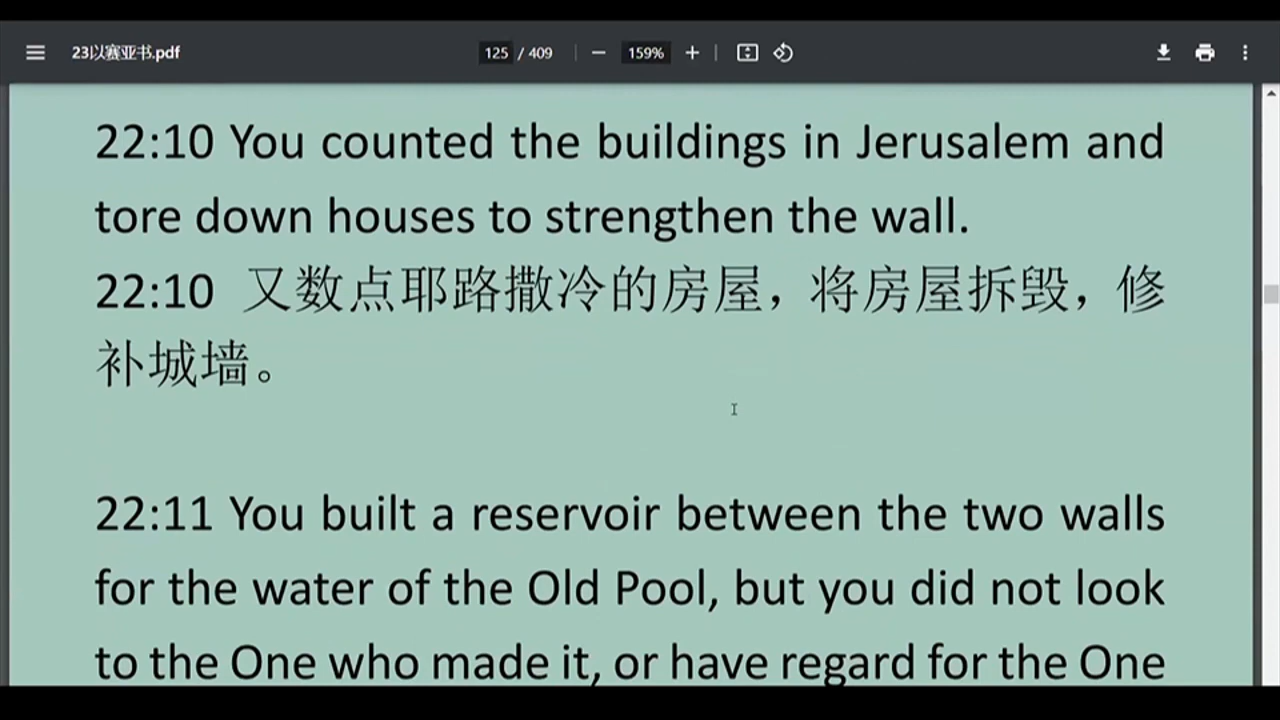 23以赛亚书.pdf
125 / 409
159%
22:10 You counted the buildings in Jerusalem and
tore down houses to strengthen the wall.
22:10 又数点耶路撒冷的房屋，将房屋拆毁，修
补城墙。
22:11 You built a reservoir between the two walls
for the water of the Old Pool, but you did not look
to the One who made it, or have regard for the One